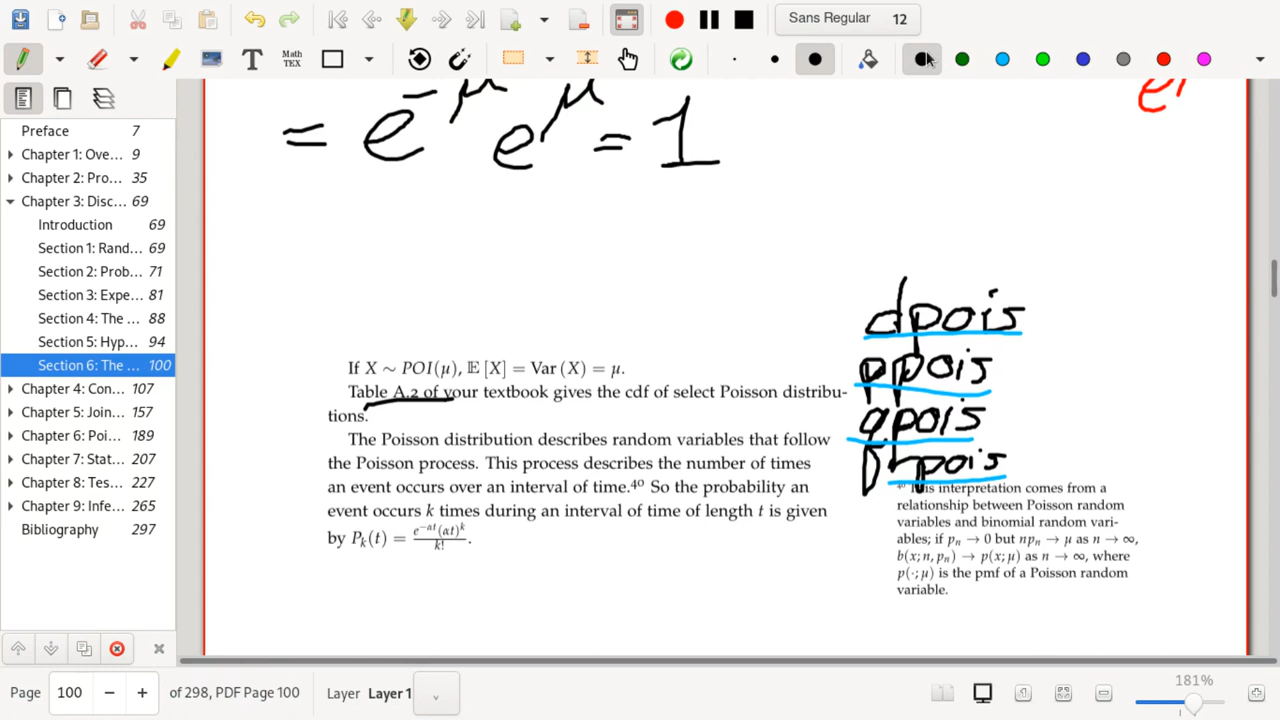 Sans Regular 12
Math
TEX
Preface 7
Chapter 1: Ove... 9
Chapter 2: Pro... 35
Chapter 3: Disc... 69
Introduction 69
Section 1: Rand... 69
Section 2: Prob... 71
Section 3: Expe... 81
Section 4: The ... 88
Section 5: Hyp... 94
Section 6: The ... 100
Chapter 4: Con... 107
Chapter 5: Join... 157
Chapter 6: Poi... 189
Chapter 7: Stat... 207
Chapter 8: Tes... 227
Chapter 9: Infe... 265
Bibliography 297
= e^{-μ} e^{μ} = 1
dpois
ppois
qpois
rpois
If X ∼ POI(μ), 𝔼 [X] = Var (X) = μ.
Table A.2 of your textbook gives the cdf of select Poisson distribu-
tions.
The Poisson distribution describes random variables that follow
the Poisson process. This process describes the number of times
an event occurs over an interval of time.⁴⁰ So the probability an
event occurs k times during an interval of time of length t is given
by P_k(t) = \frac{e^{-αt}(αt)^k}{k!}.
⁴⁰ This interpretation comes from a
relationship between Poisson random
variables and binomial random vari-
ables; if p_n → 0 but np_n → μ as n → ∞,
b(x; n, p_n) → p(x; μ) as n → ∞, where
p(·; μ) is the pmf of a Poisson random
variable.
Page 100 − + of 298, PDF Page 100 Layer Layer 1
181%